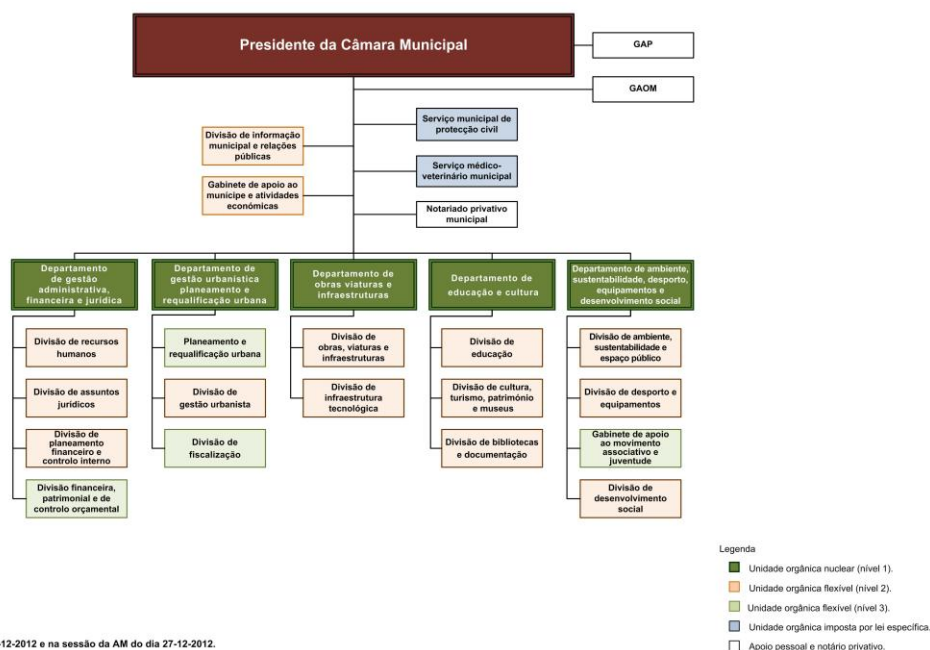 Presidente da Câmara Municipal
GAP
GAOM
Serviço municipal de
protecção civil
Divisão de informação
municipal e relações
públicas
Serviço médico-
veterinário municipal
Gabinete de apoio ao
munícipe e atividades
económicas
Notariado privativo
municipal
Departamento
de gestão
administrativa,
financeira e jurídica
Departamento de
gestão urbanística
planeamento e
requalificação urbana
Departamento de
obras viaturas e
infraestruturas
Departamento de
educação e cultura
Departamento de ambiente,
sustentabilidade, desporto,
equipamentos e
desenvolvimento social
Divisão de recursos
humanos
Divisão de assuntos
jurídicos
Divisão de
planeamento
financeiro e
controlo interno
Divisão financeira,
patrimonial e de
controlo orçamental
Planeamento e
requalificação urbana
Divisão de
gestão urbanista
Divisão de
fiscalização
Divisão de
obras, viaturas e
infraestruturas
Divisão de
infraestrutura
tecnológica
Divisão de
educação
Divisão de cultura,
turismo, património
e museus
Divisão de bibliotecas
e documentação
Divisão de ambiente,
sustentabilidade e
espaço público
Divisão de desporto e
equipamentos
Gabinete de apoio
ao movimento
associativo e
juventude
Divisão de
desenvolvimento
social
Legenda
Unidade orgânica nuclear (nível 1).
Unidade orgânica flexível (nível 2).
Unidade orgânica flexível (nível 3).
Unidade orgânica imposta por lei específica.
Apoio pessoal e notário privativo.
-12-2012 e na sessão da AM do dia 27-12-2012.